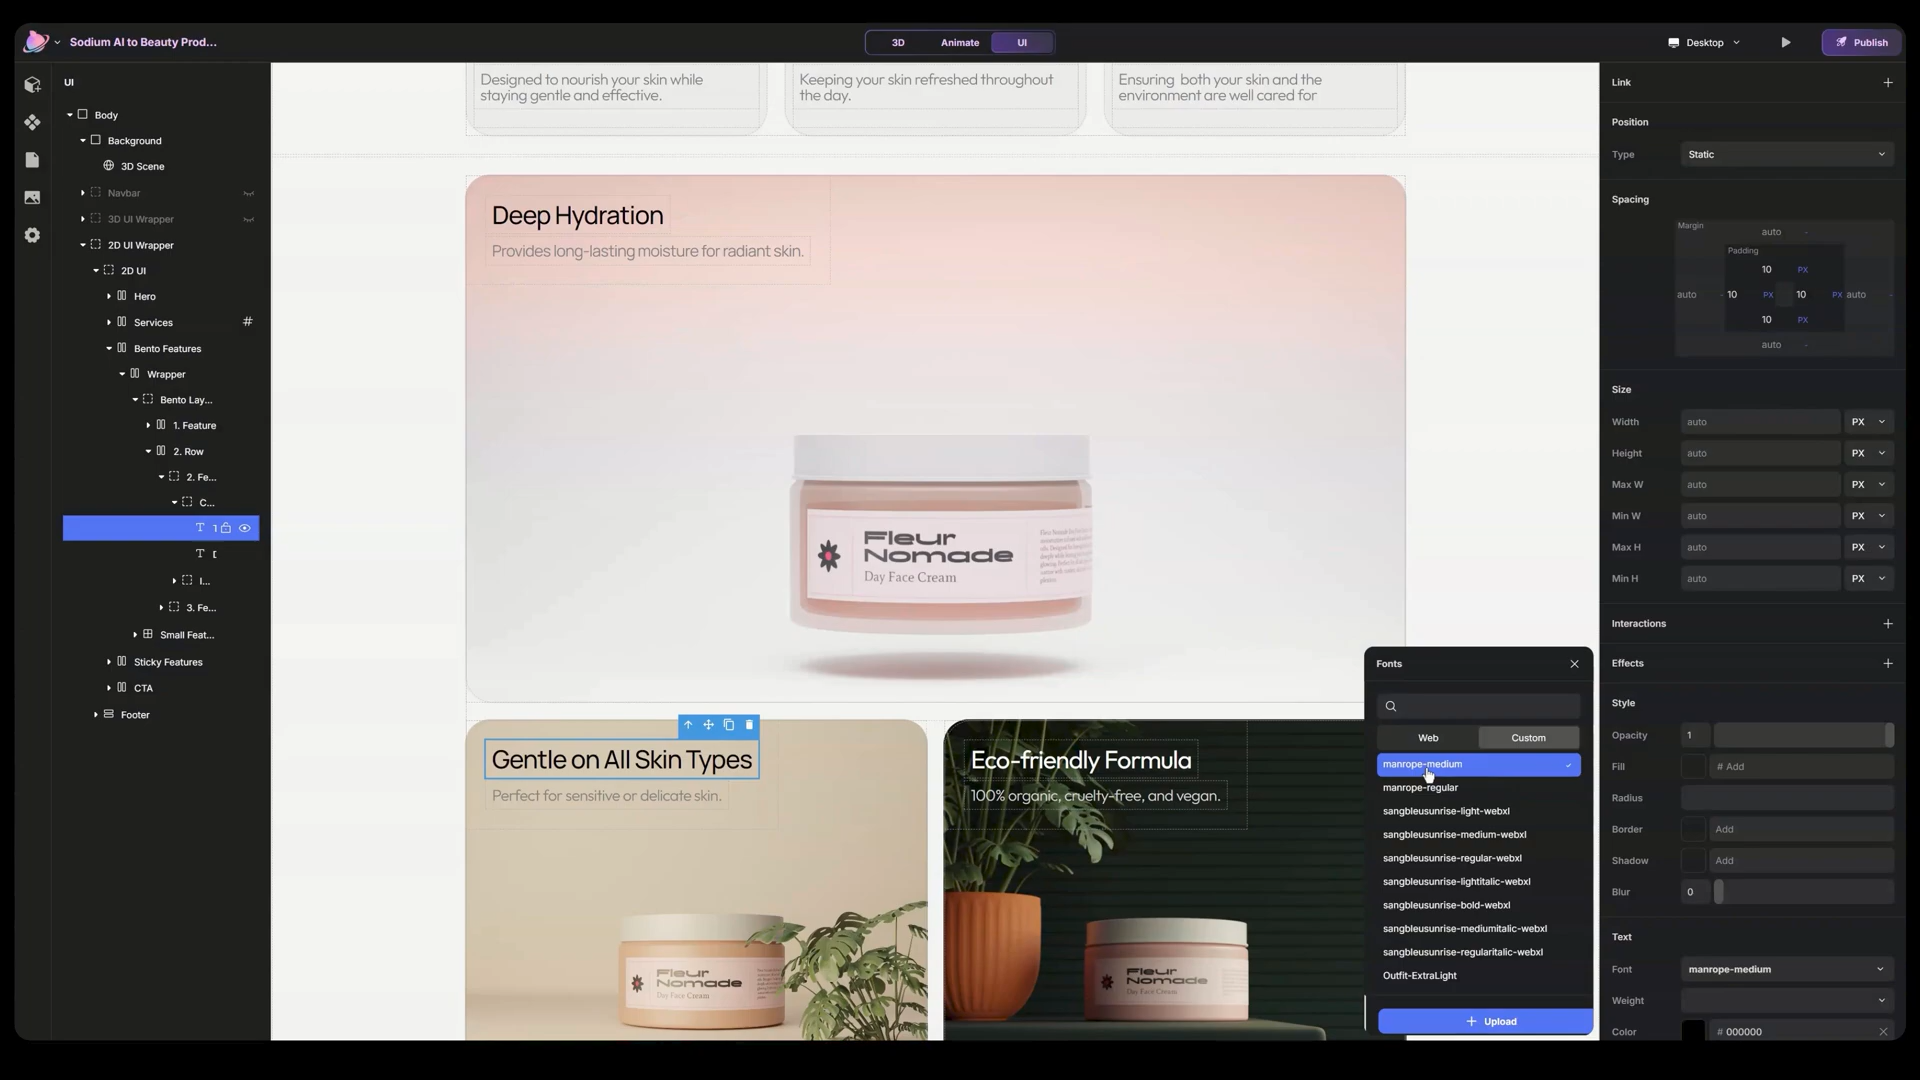 Sodium AI to Beauty Prod...
3D
Animate
UI
Desktop
Publish
UI
Body
Background
3D Scene
Navbar
3D UI Wrapper
2D UI Wrapper
2D UI
Hero
Services
#
Bento Features
Wrapper
Bento Lay...
1. Feature
2. Row
2. Fe...
C...
I...
3. Fe...
Small Feat...
Sticky Features
CTA
Footer
Designed to nourish your skin while
staying gentle and effective.
Keeping your skin refreshed throughout
the day.
Ensuring both your skin and the
environment are well cared for
Deep Hydration
Provides long-lasting moisture for radiant skin.
Fleur
Nomade
Day Face Cream
Gentle on All Skin Types
Perfect for sensitive or delicate skin.
Fleur
Nomade
Day Face Cream
Eco-friendly Formula
100% organic, cruelty-free, and vegan.
Fleur
Nomade
Day Face Cream
Fonts
Web
Custom
manrope-medium
manrope-regular
sangbleusunrise-light-webxl
sangbleusunrise-medium-webxl
sangbleusunrise-regular-webxl
sangbleusunrise-lightitalic-webxl
sangbleusunrise-bold-webxl
sangbleusunrise-mediumitalic-webxl
sangbleusunrise-regularitalic-webxl
Outfit-ExtraLight
+ Upload
Link
Position
Type Static
Spacing
Margin
auto -
Padding
10 PX
auto - 10 PX 10 PX auto -
10 PX
auto -
Size
Width auto PX
Height auto PX
Max W auto PX
Min W auto PX
Max H auto PX
Min H auto PX
Interactions
Effects
Style
Opacity 1
Fill # Add
Radius
Border Add
Shadow Add
Blur 0
Text
Font manrope-medium
Weight
Color # 000000